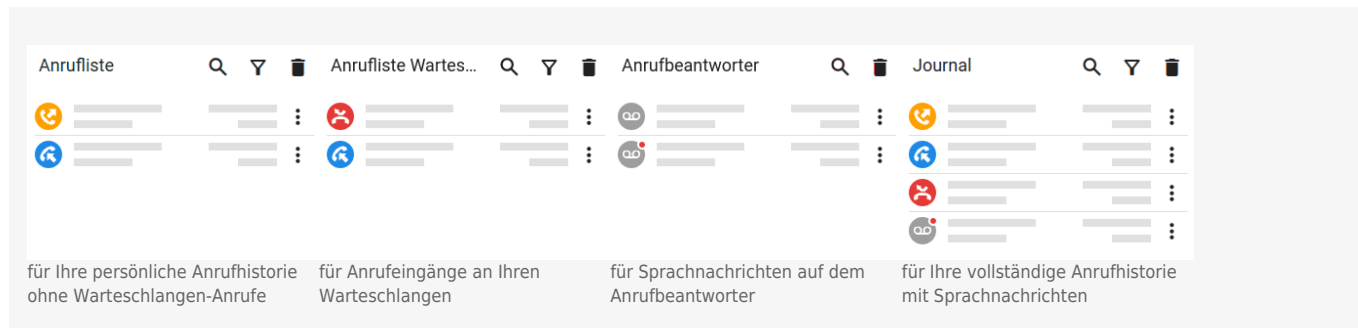 Anrufliste
Anrufliste Wartes...
Anrufbeantworter
Journal
für Ihre persönliche Anrufhistorie
ohne Warteschlangen-Anrufe
für Anrufeingänge an Ihren
Warteschlangen
für Sprachnachrichten auf dem
Anrufbeantworter
für Ihre vollständige Anrufhistorie
mit Sprachnachrichten